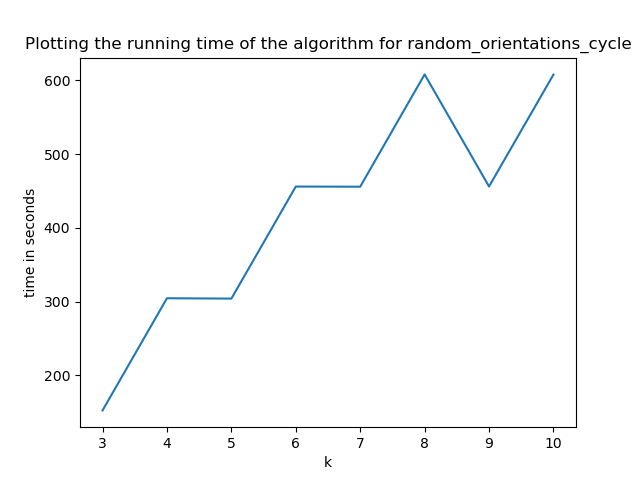 Plotting the running time of the algorithm for random_orientations_cycle
600
500
400
300
200
time in seconds
3 4 5 6 7 8 9 10
k